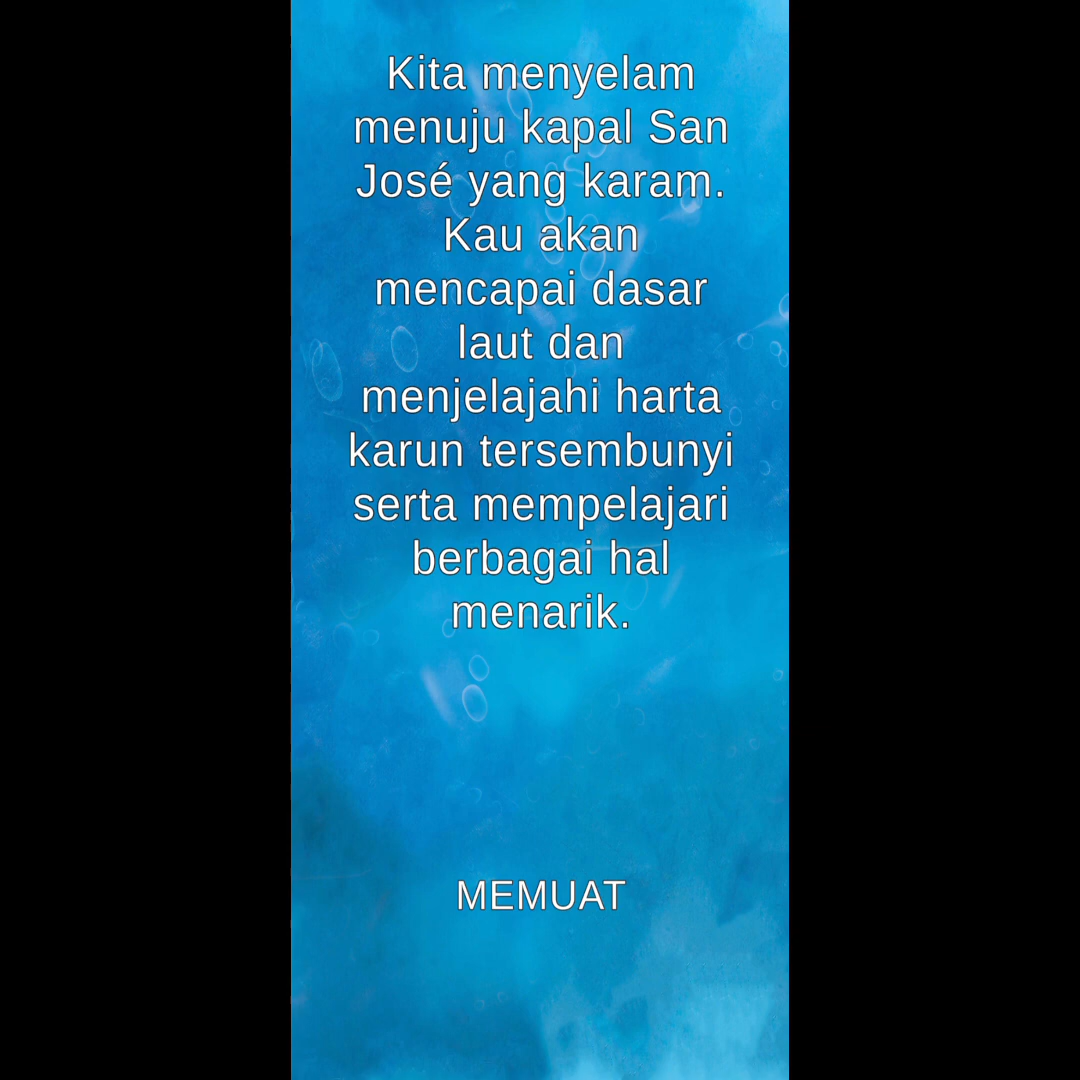 Kita menyelam
menuju kapal San
José yang karam.
Kau akan
mencapai dasar
laut dan
menjelajahi harta
karun tersembunyi
serta mempelajari
berbagai hal
menarik.
MEMUAT